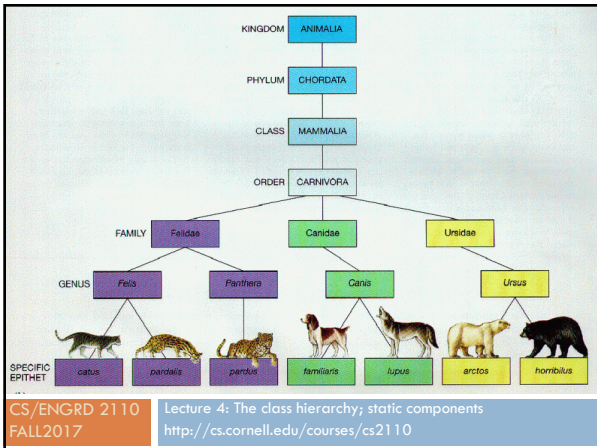 KINGDOM ANIMALIA
PHYLUM CHORDATA
CLASS MAMMALIA
ORDER CARNIVORA
FAMILY Felidae Canidae Ursidae
GENUS Felis Panthera Canis Ursus
SPECIFIC
EPITHET catus pardalis pardus familiaris lupus arctos horribilus
CS/ENGRD 2110
FALL2017
Lecture 4: The class hierarchy; static components
http://cs.cornell.edu/courses/cs2110